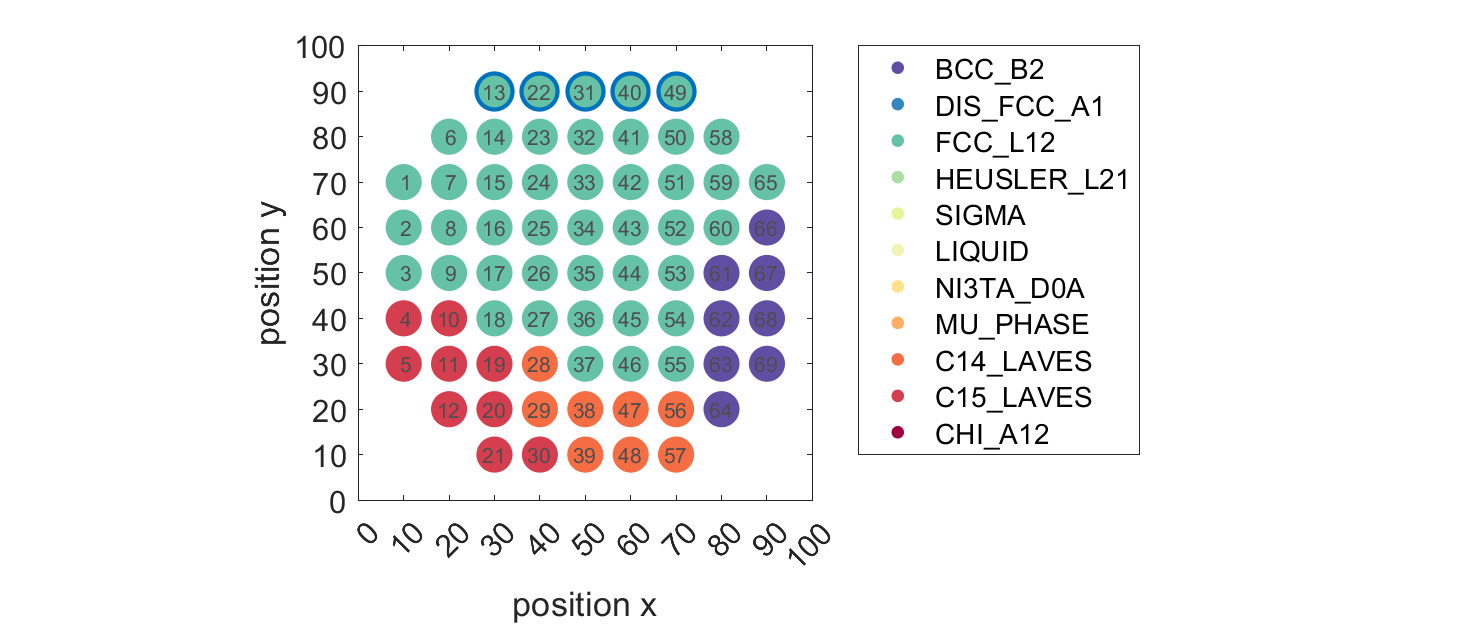 100
90
80
70
60
50
40
30
20
10
0
position y
13 22 31 40 49
6 14 23 32 41 50 58
1 7 15 24 33 42 51 59 65
2 8 16 25 34 43 52 60 66
3 9 17 26 35 44 53 61 67
4 10 18 27 36 45 54 62 68
5 11 19 28 37 46 55 63 69
12 20 29 38 47 56 64
21 30 39 48 57
0 10 20 30 40 50 60 70 80 90 100
position x
BCC_B2
DIS_FCC_A1
FCC_L12
HEUSLER_L21
SIGMA
LIQUID
NI3TA_D0A
MU_PHASE
C14_LAVES
C15_LAVES
CHI_A12